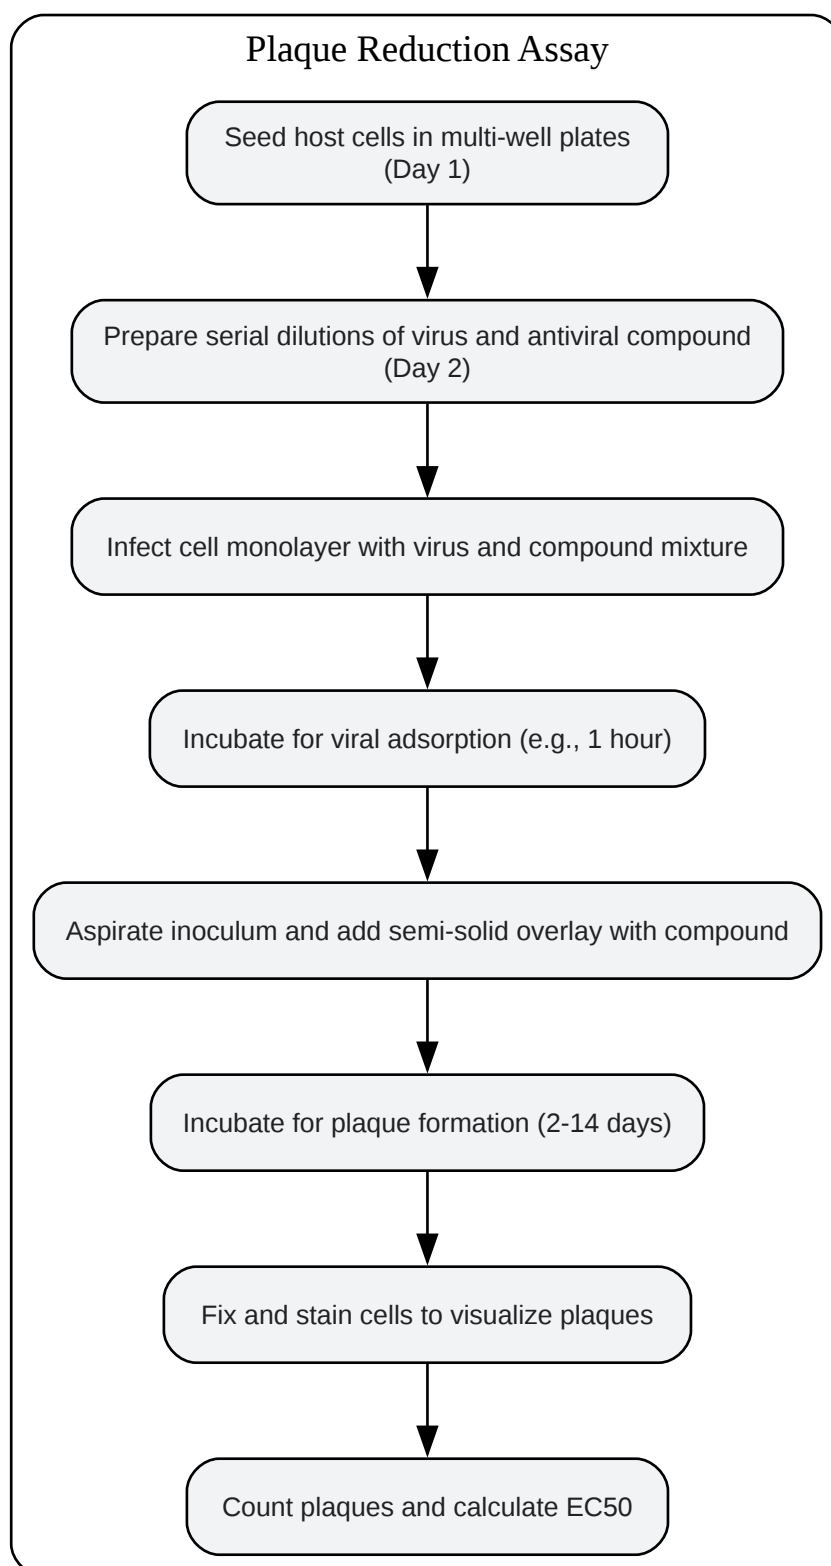 Plaque Reduction Assay
Seed host cells in multi-well plates
(Day 1)
Prepare serial dilutions of virus and antiviral compound
(Day 2)
Infect cell monolayer with virus and compound mixture
Incubate for viral adsorption (e.g., 1 hour)
Aspirate inoculum and add semi-solid overlay with compound
Incubate for plaque formation (2-14 days)
Fix and stain cells to visualize plaques
Count plaques and calculate EC50